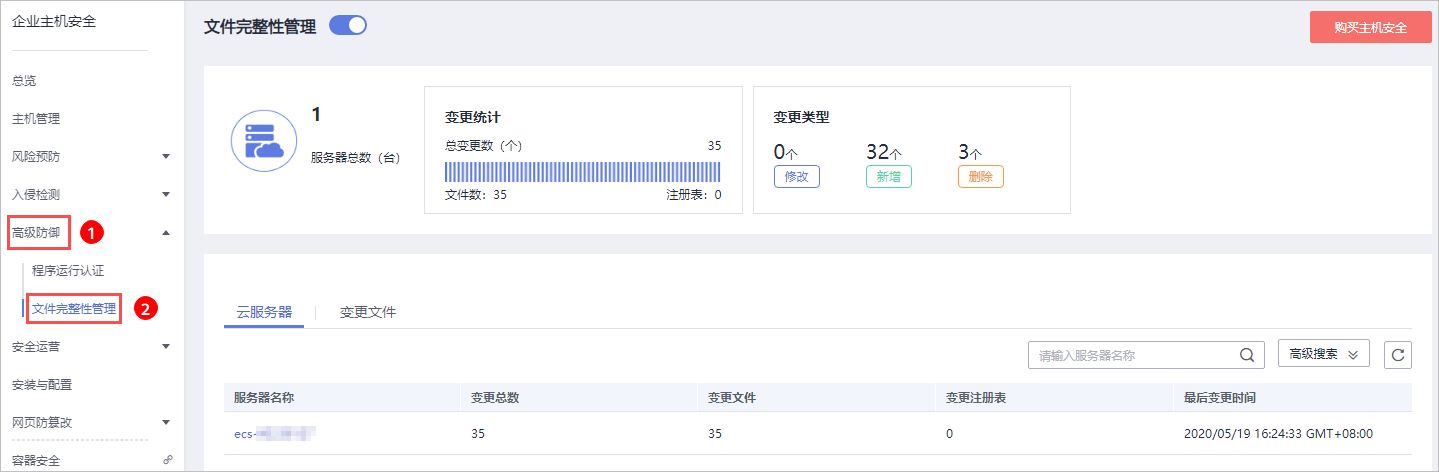 企业主机安全
总览
主机管理
风险预防
入侵检测
高级防御 1
程序运行认证
文件完整性管理 2
安全运营
安装与配置
网页防篡改
容器安全
文件完整性管理
购买主机安全
1
服务器总数（台）
变更统计
总变更数（个） 35
文件数：35 注册表：0
变更类型
0个 32个 3个
修改 新增 删除
云服务器 变更文件
请输入服务器名称 高级搜索
服务器名称 变更总数 变更文件 变更注册表 最后变更时间
ecs- 35 35 0 2020/05/19 16:24:33 GMT+08:00